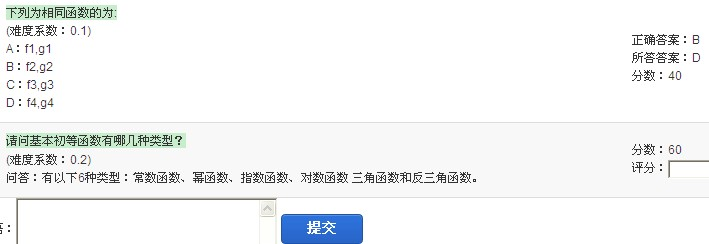 下列为相同函数的为:
(难度系数：0.1)
A：f1,g1
B：f2,g2
C：f3,g3
D：f4,g4
正确答案：B
所答答案：D
分数：40
请问基本初等函数有哪几种类型？
(难度系数：0.2)
问答：有以下6种类型：常数函数、幂函数、指数函数、对数函数 三角函数和反三角函数。
分数：60
评分：
提交